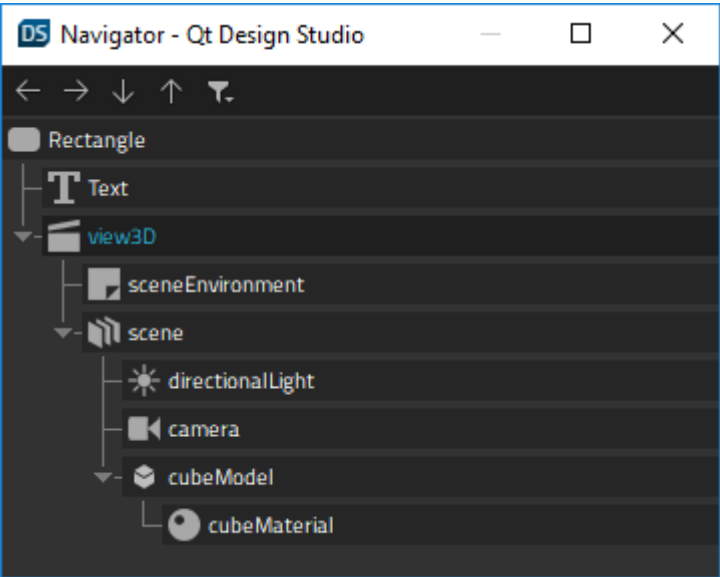 DS Navigator - Qt Design Studio
Rectangle
Text
view3D
sceneEnvironment
scene
directionalLight
camera
cubeModel
cubeMaterial